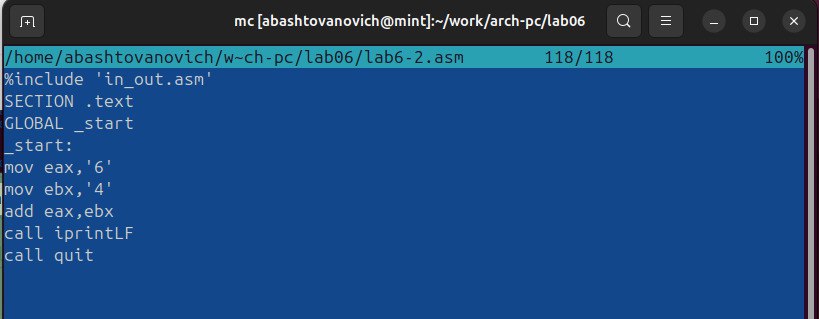 mc [abashtovanovich@mint]:~/work/arch-pc/lab06
/home/abashtovanovich/w~ch-pc/lab06/lab6-2.asm 118/118 100%
%include 'in_out.asm'
SECTION .text
GLOBAL _start
_start:
mov eax,'6'
mov ebx,'4'
add eax,ebx
call iprintLF
call quit